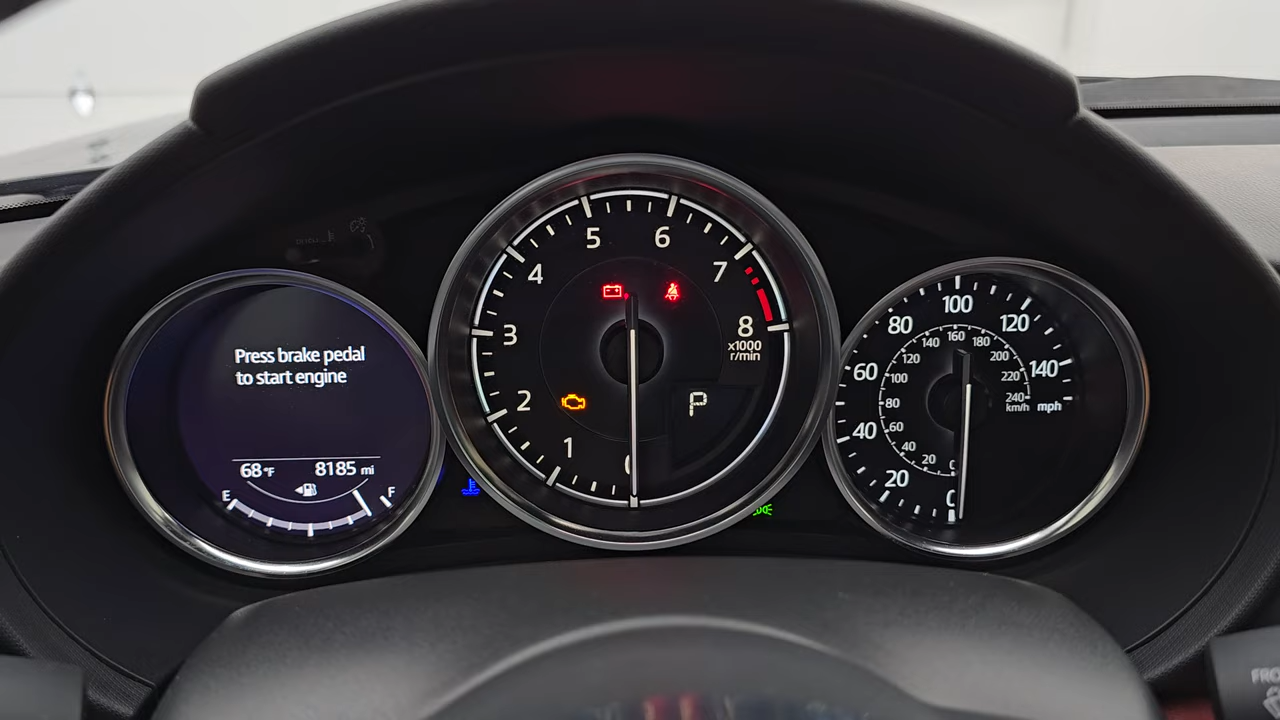 Press brake pedal
to start engine
68 °F
8185 mi
E
F
0
1
2
3
4
5
6
7
8
x1000
r/min
P
0
20
40
60
80
100
120
140
mph
0
20
40
60
80
100
120
140
160
180
200
220
240
km/h
FRO